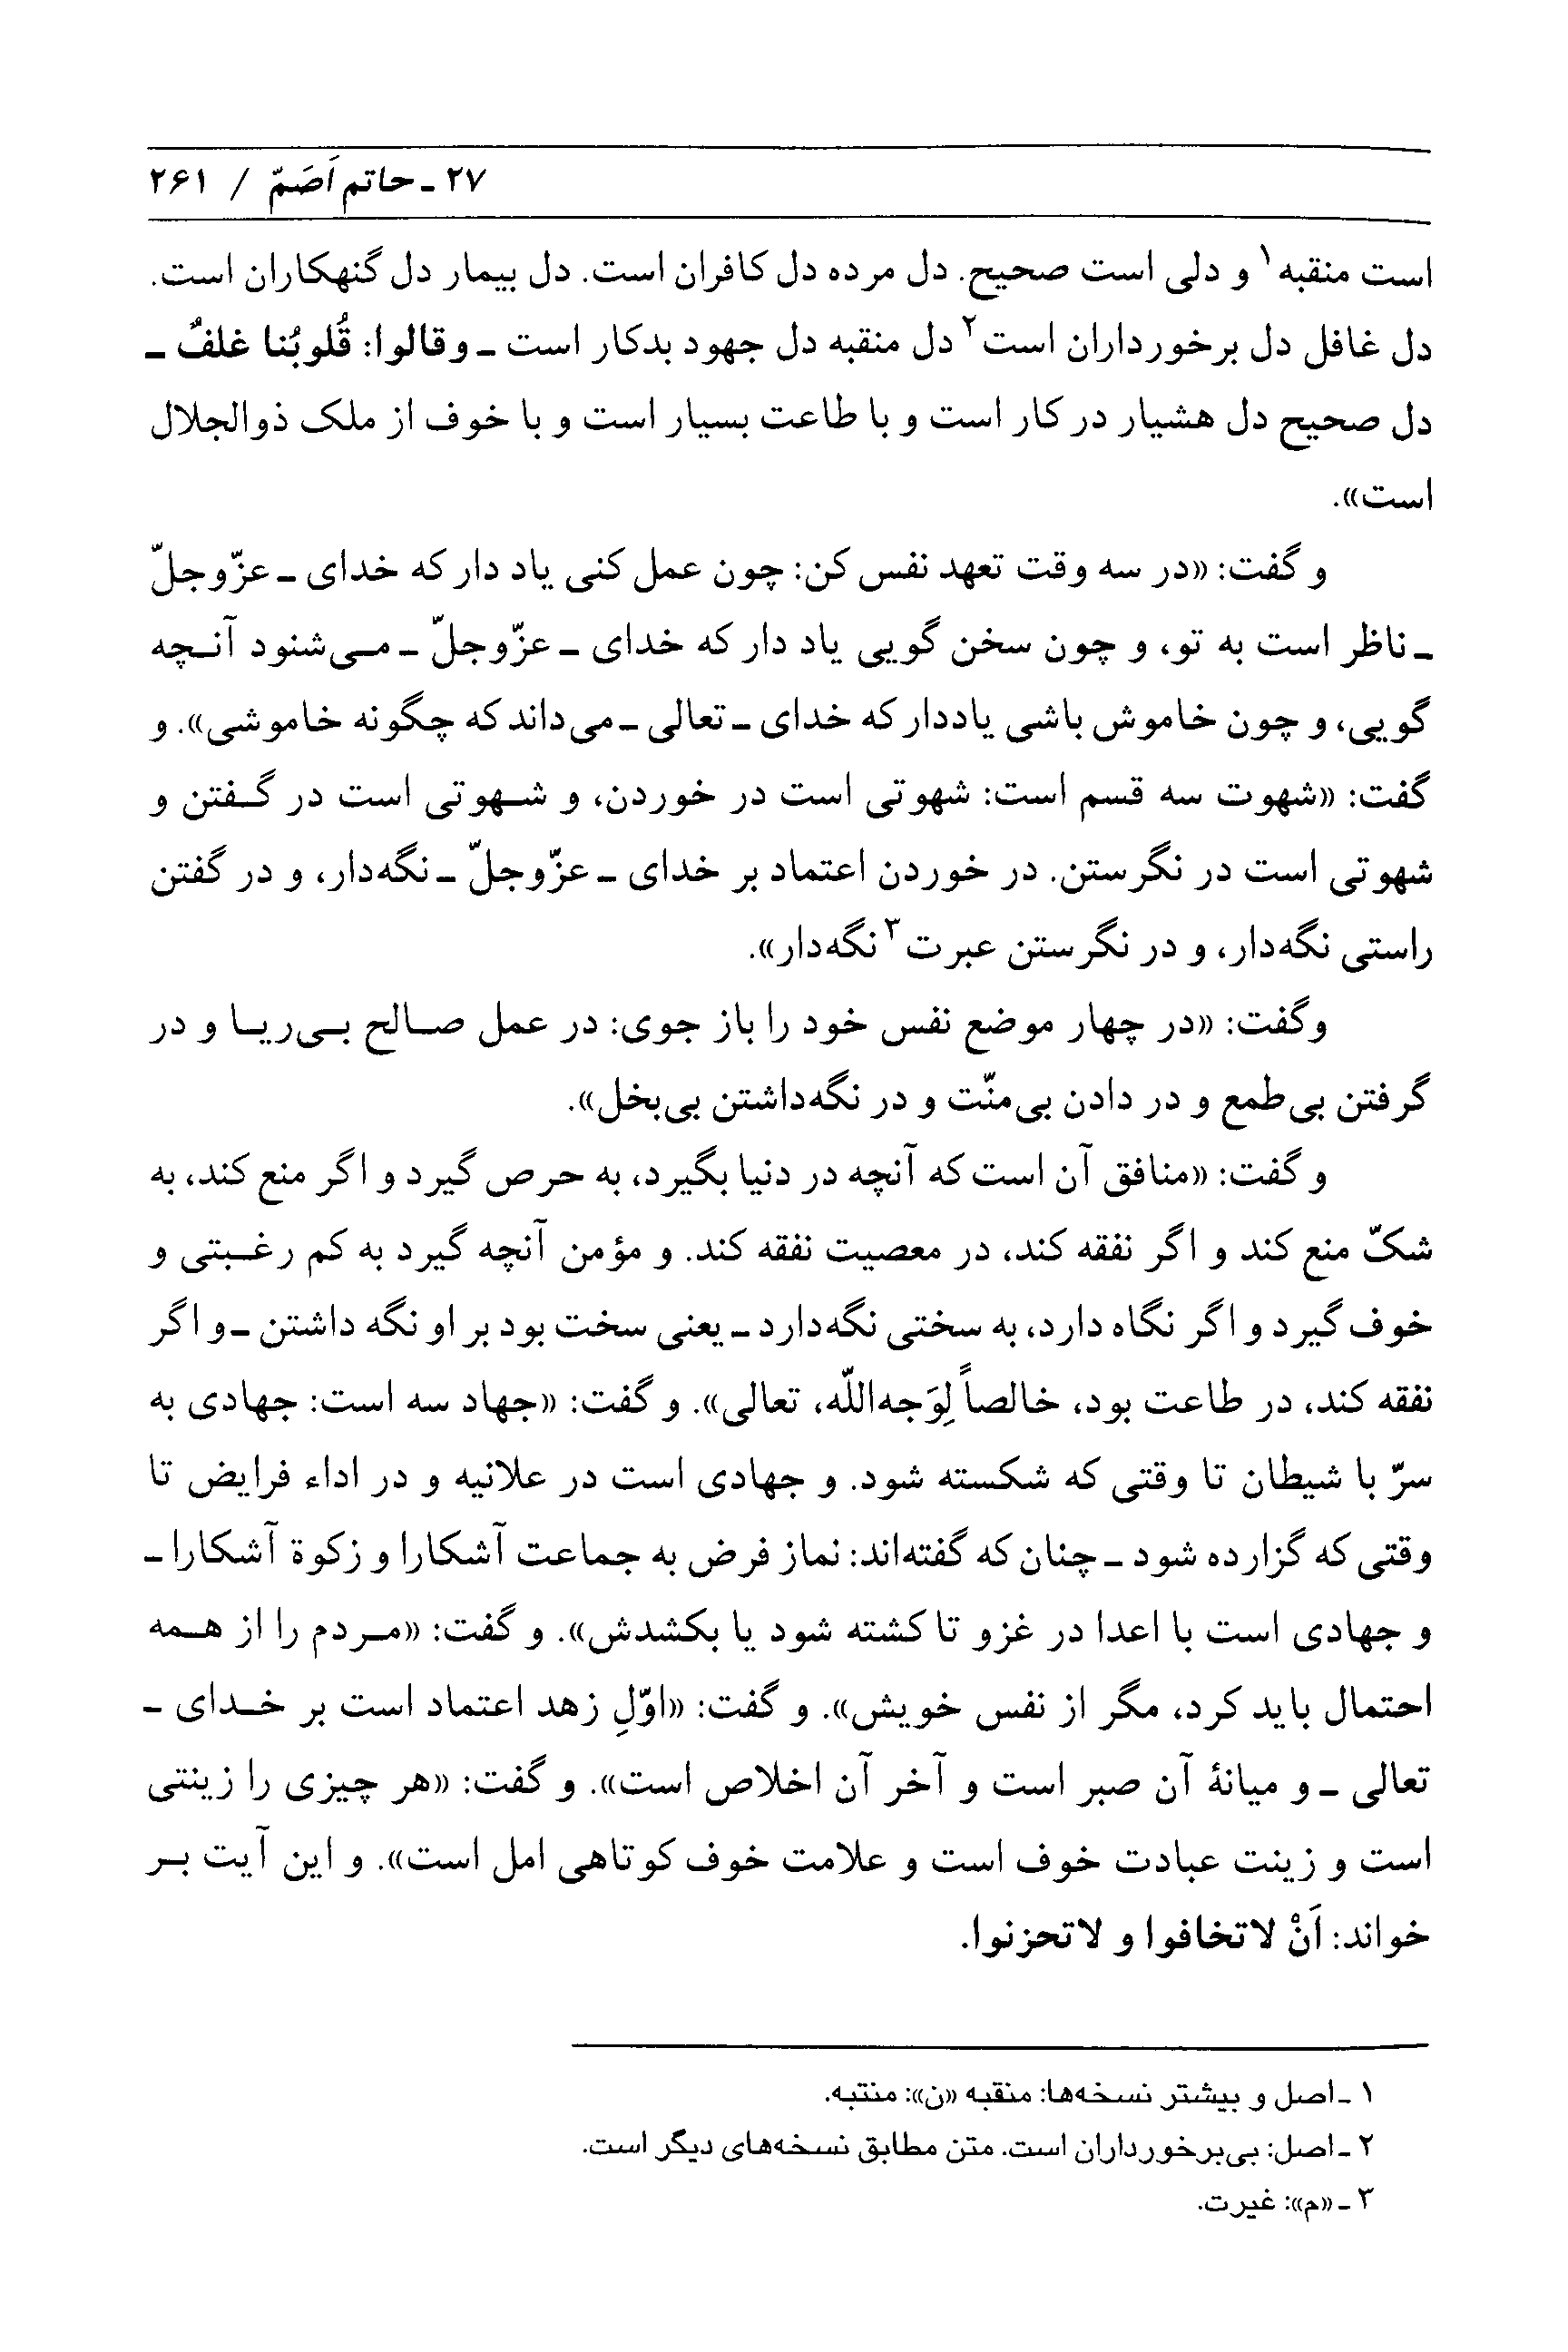 ۲۷ ـ حاتم اَصَمّ / ۲۶۱
است منقبه۱ و دلی است صحیح. دل مرده دل کافران است. دل بیمار دل گنهکاران است.
دل غافل دل برخورداران است۲ دل منقبه دل جهود بدکار است ـ وقالوا: قُلوبُنا غلفٌ ـ
دل صحیح دل هشیار در کار است و با طاعت بسیار است و با خوف از ملک ذوالجلال
است».
و گفت: «در سه وقت تعهد نفس کن: چون عمل کنی یاد دار که خدای ـ عزّوجلّ
ـ ناظر است به تو، و چون سخن گویی یاد دار که خدای ـ عزّوجلّ ـ می‌شنود آنچه
گویی، و چون خاموش باشی یاددار که خدای ـ تعالی ـ می‌داند که چگونه خاموشی». و
گفت: «شهوت سه قسم است: شهوتی است در خوردن، و شهوتی است در گفتن و
شهوتی است در نگرستن. در خوردن اعتماد بر خدای ـ عزّوجلّ ـ نگه‌دار، و در گفتن
راستی نگه‌دار، و در نگرستن عبرت۳ نگه‌دار».
وگفت: «در چهار موضع نفس خود را باز جوی: در عمل صالح بی‌ریا و در
گرفتن بی‌طمع و در دادن بی‌منّت و در نگه‌داشتن بی‌بخل».
و گفت: «منافق آن است که آنچه در دنیا بگیرد، به حرص گیرد و اگر منع کند، به
شکّ منع کند و اگر نفقه کند، در معصیت نفقه کند. و مؤمن آنچه گیرد به کم رغبتی و
خوف گیرد و اگر نگاه دارد، به سختی نگه‌دارد ـ یعنی سخت بود بر او نگه داشتن ـ و اگر
نفقه کند، در طاعت بود، خالصاً لِوَجه‌اللّه، تعالی». و گفت: «جهاد سه است: جهادی به
سرّ با شیطان تا وقتی که شکسته شود. و جهادی است در علانیه و در اداء فرایض تا
وقتی که گزارده شود ـ چنان که گفته‌اند: نماز فرض به جماعت آشکارا و زکوة آشکارا ـ
و جهادی است با اعدا در غزو تا کشته شود یا بکشدش». و گفت: «مردم را از همه
احتمال باید کرد، مگر از نفس خویش». و گفت: «اوّلِ زهد اعتماد است بر خدای ـ
تعالی ـ و میانهٔ آن صبر است و آخر آن اخلاص است». و گفت: «هر چیزی را زینتی
است و زینت عبادت خوف است و علامت خوف کوتاهی امل است». و این آیت بر
خواند: اَنْ لاتخافوا و لاتحزنوا.
۱ ـ اصل و بیشتر نسخه‌ها: منقبه «ن»: منتبه.
۲ ـ اصل: بی‌برخورداران است. متن مطابق نسخه‌های دیگر است.
۳ ـ «م»: غیرت.